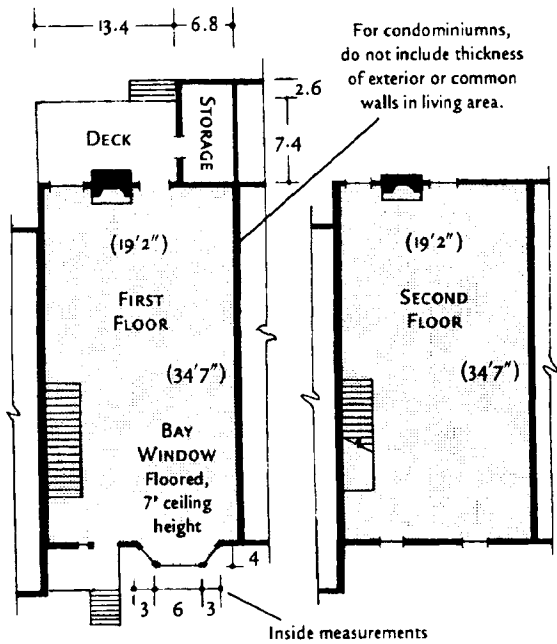 13.4
6.8
For condominiumns,
do not include thickness
of exterior or common
walls in living area.
2.6
STORAGE
DECK
7.4
(19'2")
(19'2")
FIRST
FLOOR
SECOND
FLOOR
(34'7")
(34'7")
BAY
WINDOW
Floored,
7' ceiling
height
4
3
6
3
Inside measurements